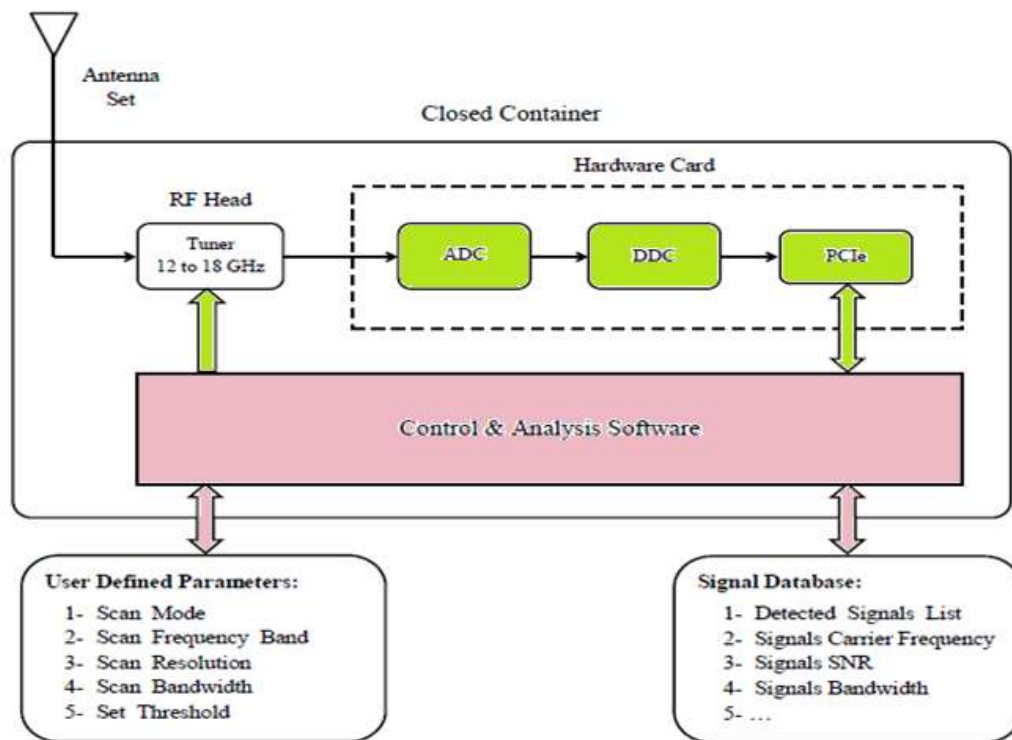 Antenna
Set
Closed Container
Hardware Card
RF Head
Tuner
12 to 18 GHz
ADC
DDC
PCIe
Control & Analysis Software
User Defined Parameters:
1- Scan Mode
2- Scan Frequency Band
3- Scan Resolution
4- Scan Bandwidth
5- Set Threshold
Signal Database:
1- Detected Signals List
2- Signals Carrier Frequency
3- Signals SNR
4- Signals Bandwidth
5- ...